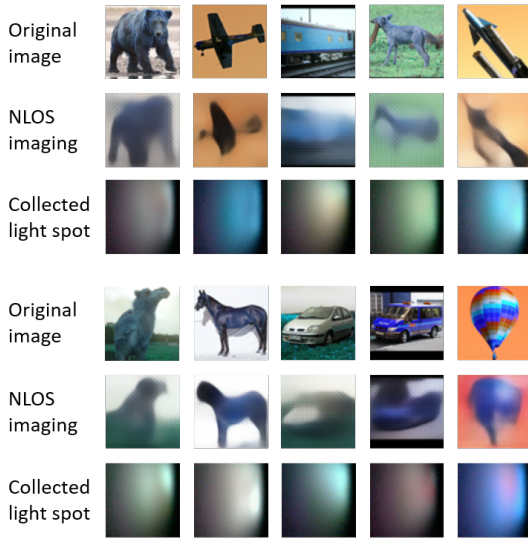 Original
image
NLOS
imaging
Collected
light spot
Original
image
NLOS
imaging
Collected
light spot